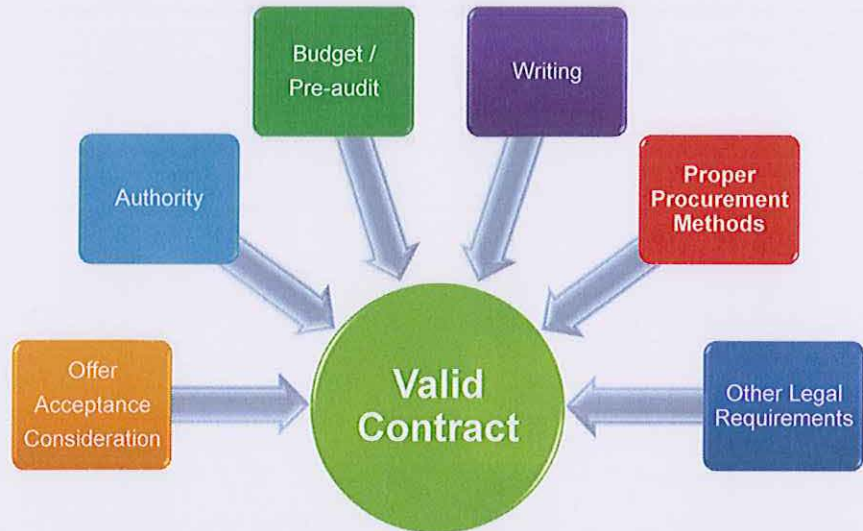 Budget /
Pre-audit
Writing
Authority
Proper
Procurement
Methods
Offer
Acceptance
Consideration
Valid
Contract
Other Legal
Requirements